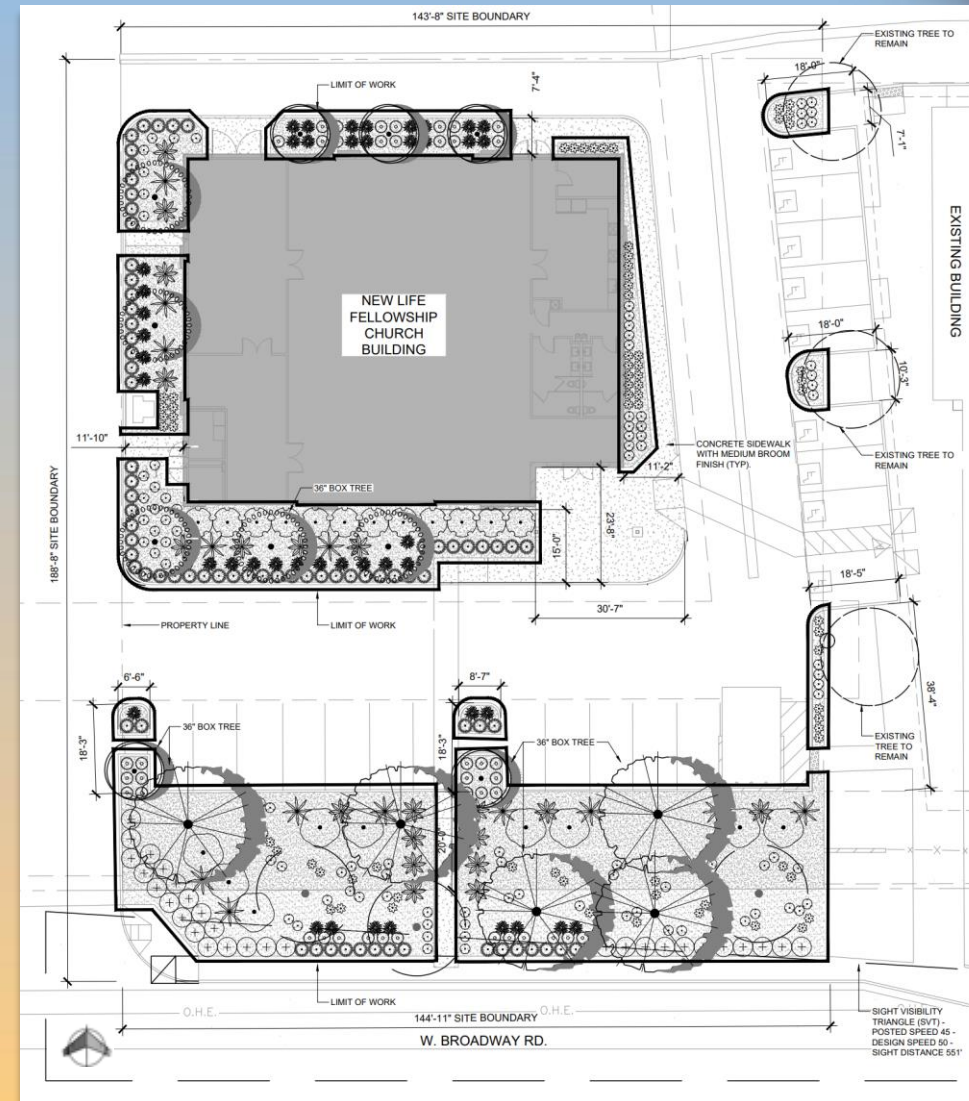 143'-8" SITE BOUNDARY
EXISTING TREE TO
REMAIN
18'-0"
LIMIT OF WORK
7'-4"
7'-1"
EXISTING BUILDING
NEW LIFE
FELLOWSHIP
CHURCH
BUILDING
18'-0"
10'-3"
11'-10"
CONCRETE SIDEWALK
WITH MEDIUM BROOM
FINISH (TYP).
EXISTING TREE TO
REMAIN
11'-2"
36" BOX TREE
188'-8" SITE BOUNDARY
15'-0"
23'-8"
18'-5"
30'-7"
PROPERTY LINE
LIMIT OF WORK
6'-6"
8'-7"
38'-4"
18'-3"
36" BOX TREE
18'-3"
36" BOX TREE
EXISTING
TREE TO
REMAIN
20'-0"
X
X
LIMIT OF WORK
O.H.E.
O.H.E.
144'-11" SITE BOUNDARY
W. BROADWAY RD.
SIGHT VISIBILITY
TRIANGLE (SVT) -
POSTED SPEED 45 -
DESIGN SPEED 50 -
SIGHT DISTANCE 551'